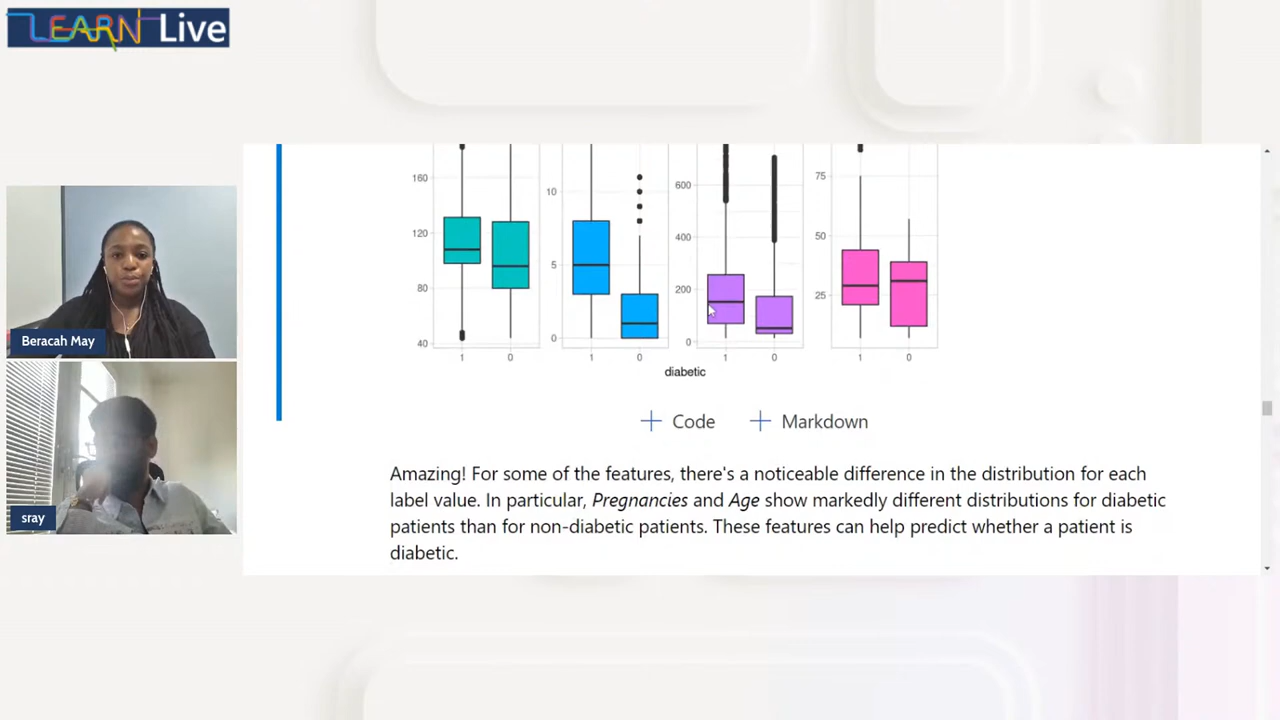 LEARN Live
160
120
80
40
10
5
0
600
400
200
0
75
50
25
1 0 1 0 1 0 1 0
diabetic
Code Markdown
Amazing! For some of the features, there's a noticeable difference in the distribution for each
label value. In particular, Pregnancies and Age show markedly different distributions for diabetic
patients than for non-diabetic patients. These features can help predict whether a patient is
diabetic.
Beracah May
sray